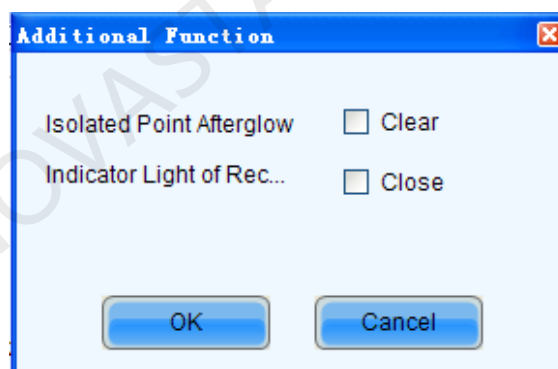 Additional Function
Isolated Point Afterglow Clear
Indicator Light of Rec... Close
OK Cancel